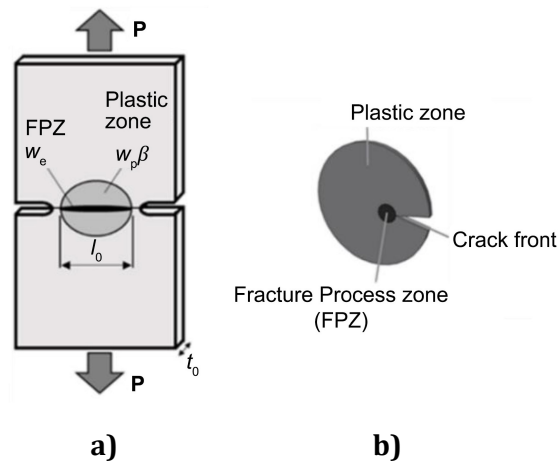 P
Plastic
zone
FPZ
wₑ
wₚβ
l₀
t₀
P
a)
Plastic zone
Crack front
Fracture Process zone
(FPZ)
b)